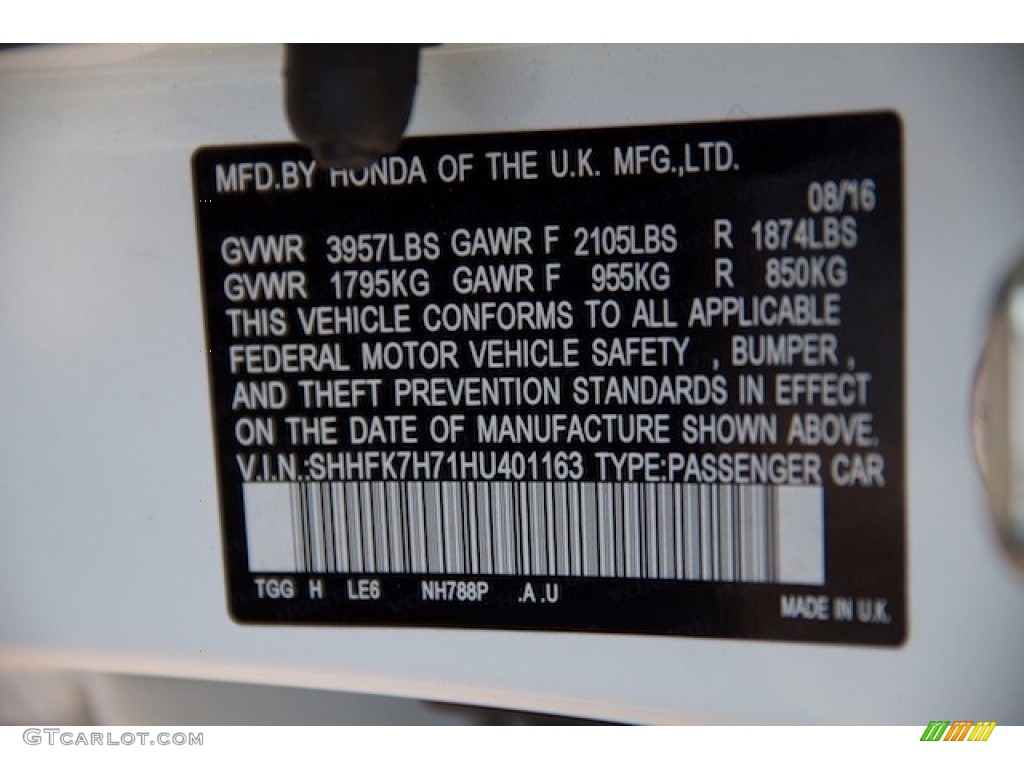 MFD.BY HONDA OF THE U.K. MFG.,LTD.
08/16
GVWR 3957LBS GAWR F 2105LBS R 1874LBS
GVWR 1795KG GAWR F 955KG R 850KG
THIS VEHICLE CONFORMS TO ALL APPLICABLE
FEDERAL MOTOR VEHICLE SAFETY , BUMPER ,
AND THEFT PREVENTION STANDARDS IN EFFECT
ON THE DATE OF MANUFACTURE SHOWN ABOVE.
V.I.N.:SHHFK7H71HU401163 TYPE:PASSENGER CAR
TGG H LE6 NH788P .A .U
MADE IN U.K.
GTCARLOT.COM